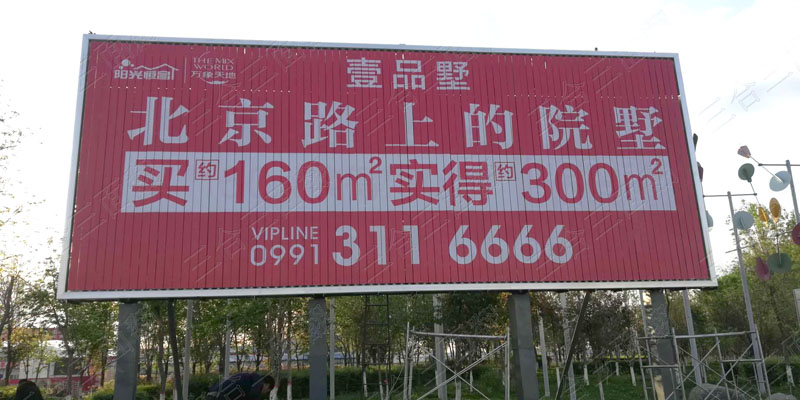 阳光恒昌
THE MIX
WORLD
万象天地
壹品墅
北京路上的院墅
买约160m²实得约300m²
VIPLINE
0991 311 6666